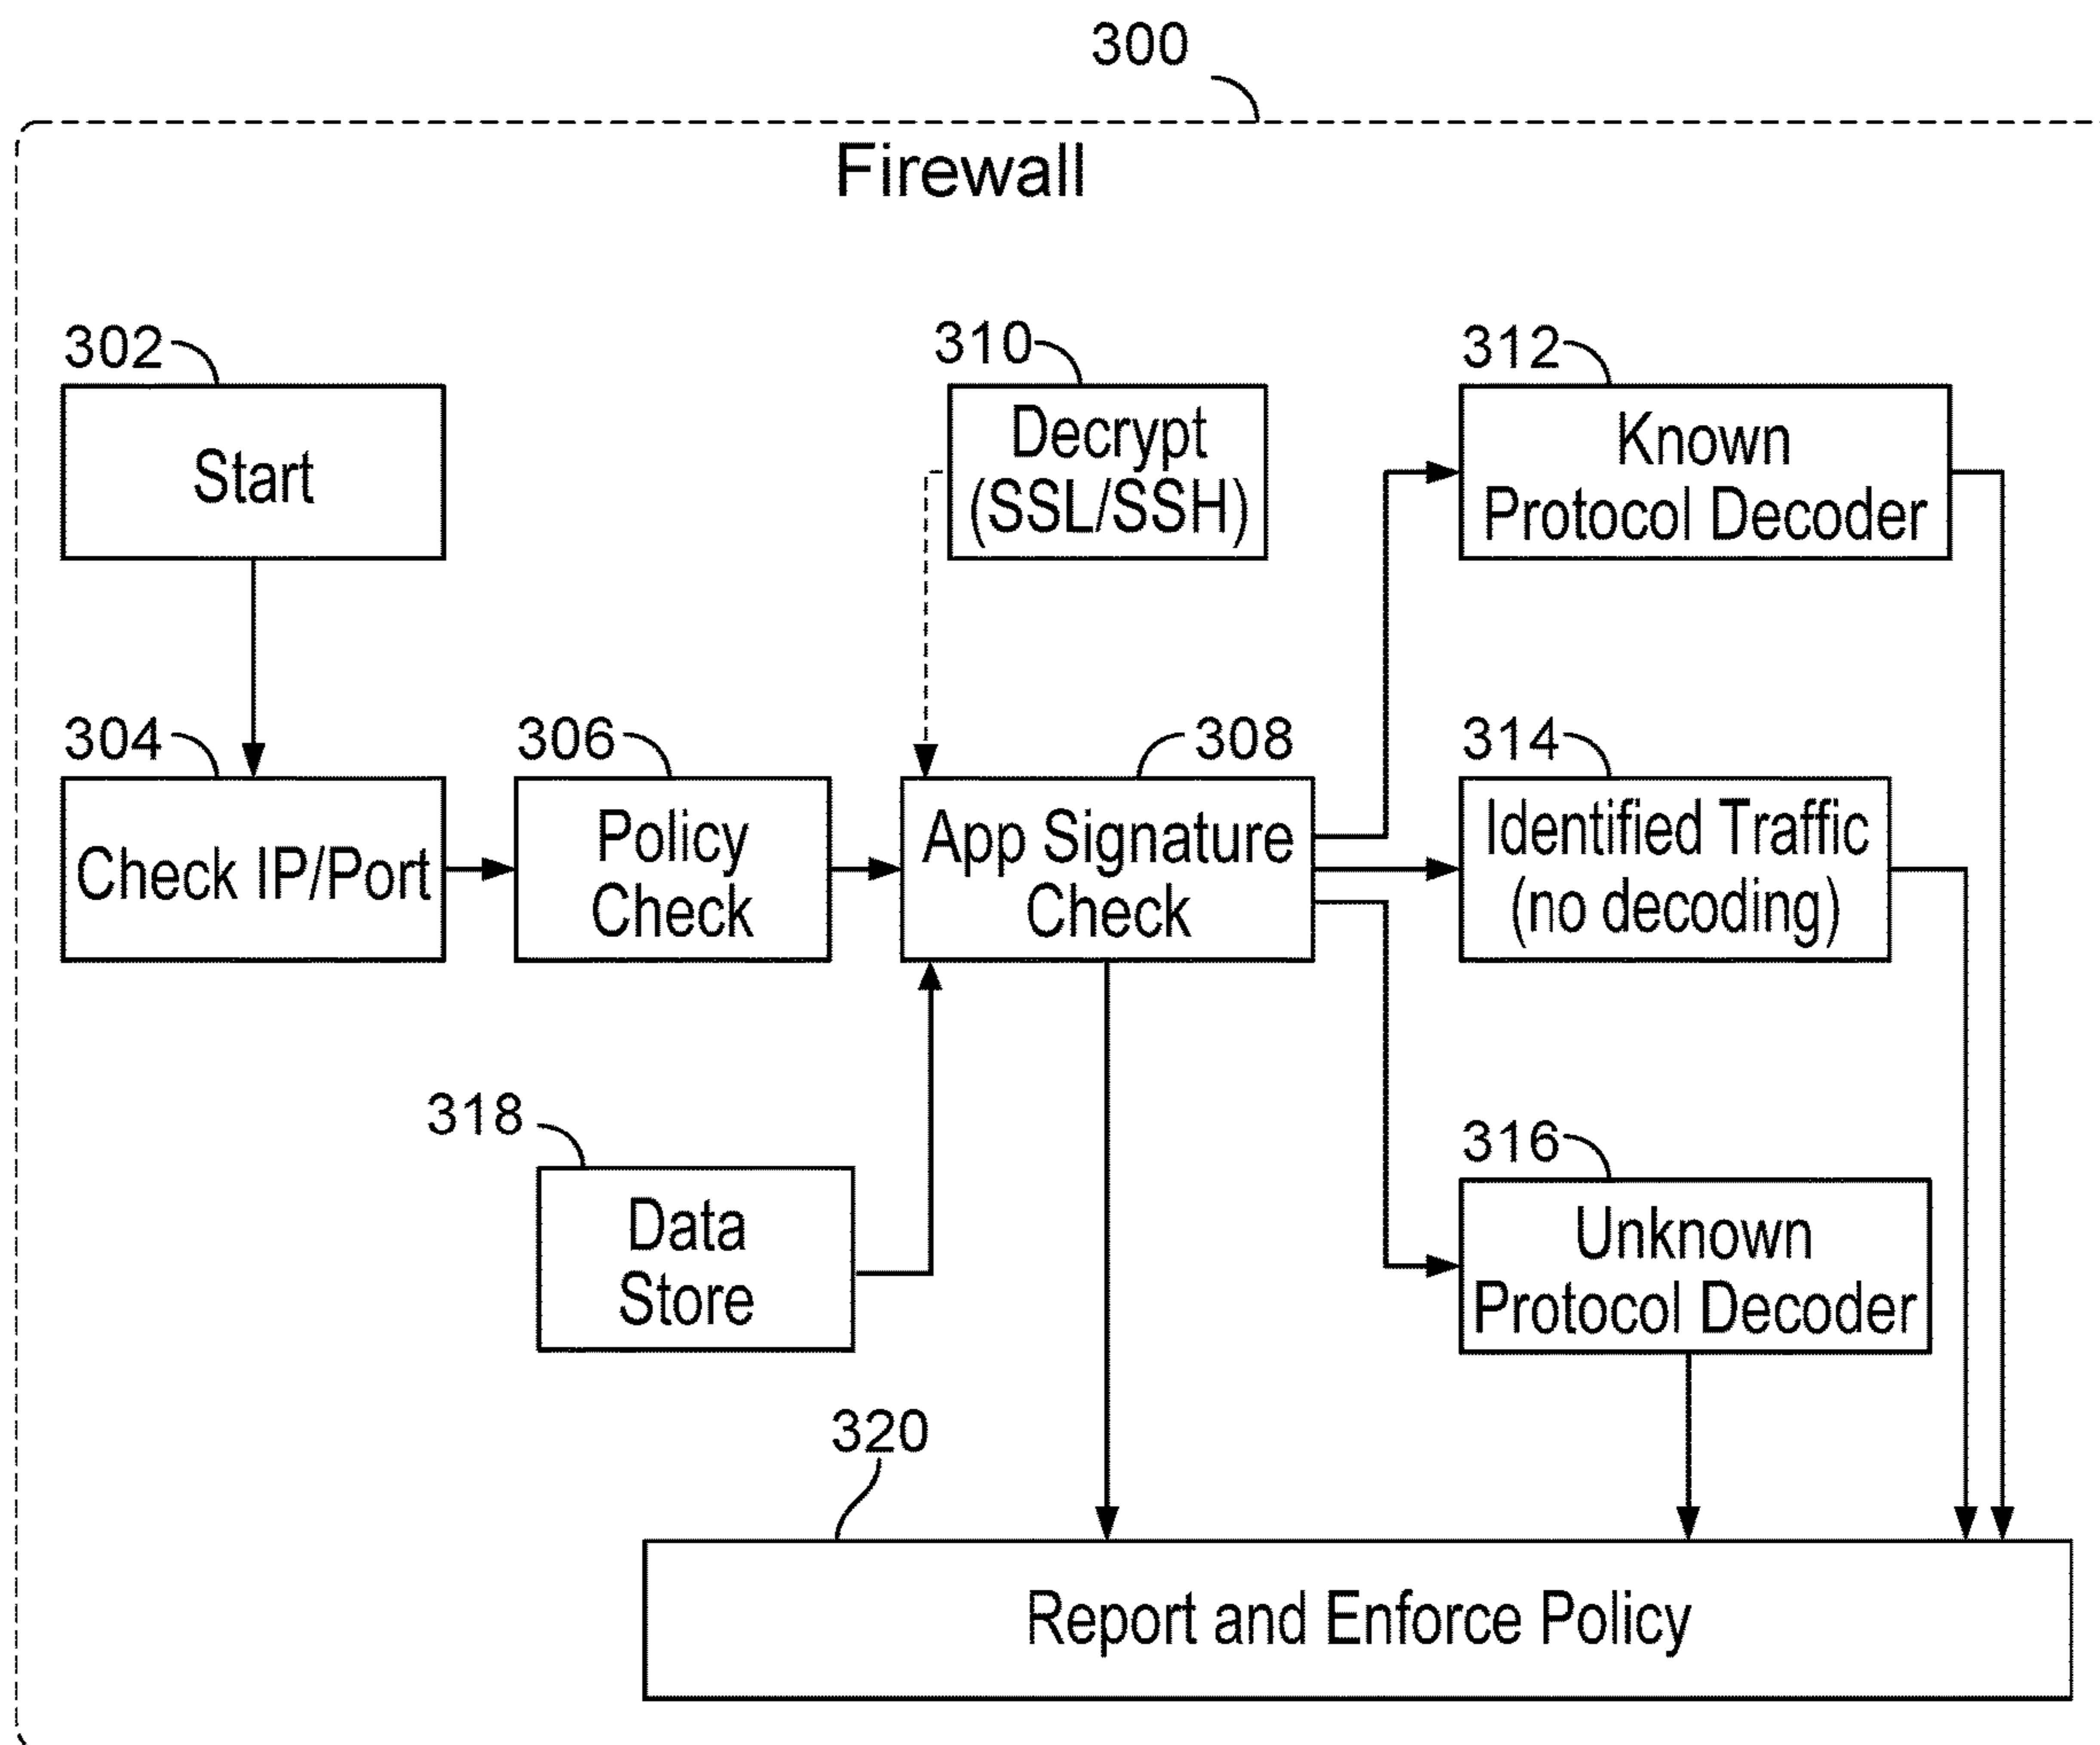 300
Firewall
302
Start
310
Decrypt
(SSL/SSH)
312
Known
Protocol Decoder
304
Check IP/Port
306
Policy
Check
308
App Signature
Check
314
Identified Traffic
(no decoding)
318
Data
Store
316
Unknown
Protocol Decoder
320
Report and Enforce Policy